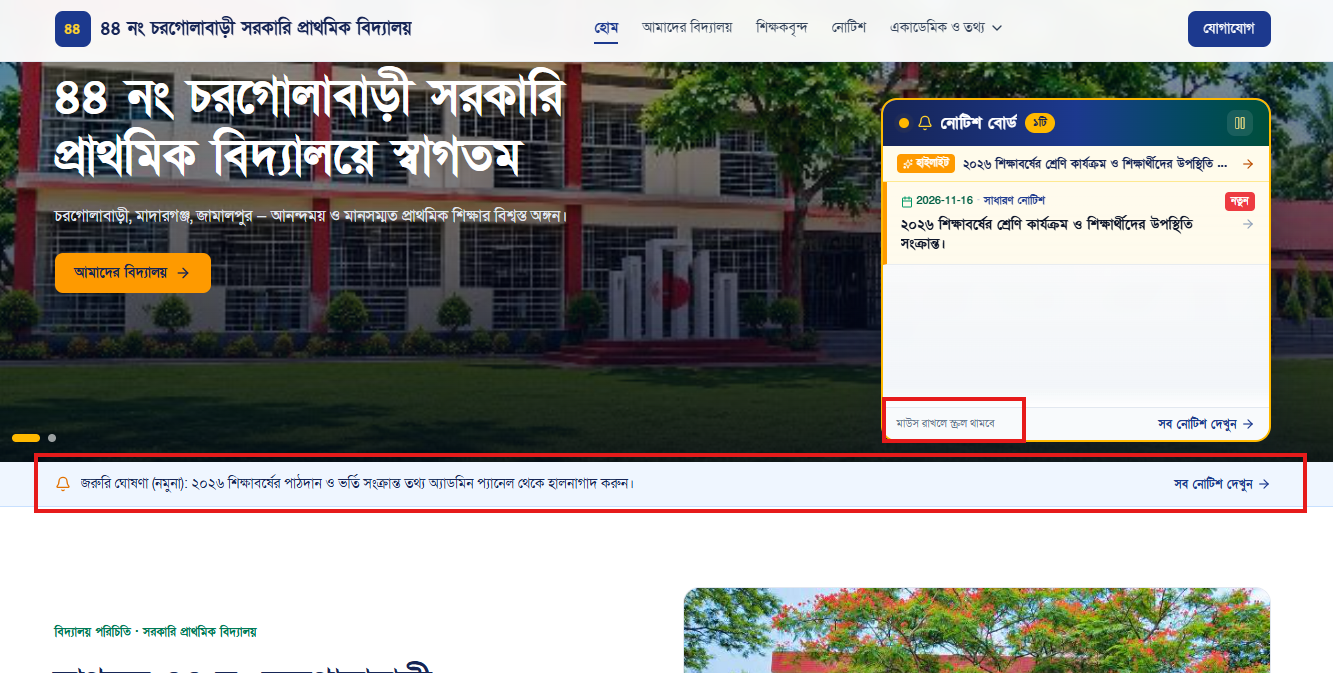 ৪৪
৪৪ নং চরগোলাবাড়ী সরকারি প্রাথমিক বিদ্যালয়
হোম
আমাদের বিদ্যালয়
শিক্ষকবৃন্দ
নোটিশ
একাডেমিক ও তথ্য
যোগাযোগ
৪৪ নং চরগোলাবাড়ী সরকারি
প্রাথমিক বিদ্যালয়ে স্বাগতম
চরগোলাবাড়ী, মাদারগঞ্জ, জামালপুর — আনন্দময় ও মানসম্মত প্রাথমিক শিক্ষার বিশ্বস্ত অঙ্গন।
আমাদের বিদ্যালয় →
নোটিশ বোর্ড
১টি
হাইলাইট
২০২৬ শিক্ষাবর্ষের শ্রেণি কার্যক্রম ও শিক্ষার্থীদের উপস্থিতি ... →
2026-11-16 · সাধারণ নোটিশ
নতুন
২০২৬ শিক্ষাবর্ষের শ্রেণি কার্যক্রম ও শিক্ষার্থীদের উপস্থিতি
সংক্রান্ত।
→
মাউস রাখলে স্ক্রল থামবে
সব নোটিশ দেখুন →
জরুরি ঘোষণা (নমুনা): ২০২৬ শিক্ষাবর্ষের পাঠদান ও ভর্তি সংক্রান্ত তথ্য অ্যাডমিন প্যানেল থেকে হালনাগাদ করুন।
সব নোটিশ দেখুন →
বিদ্যালয় পরিচিতি · সরকারি প্রাথমিক বিদ্যালয়